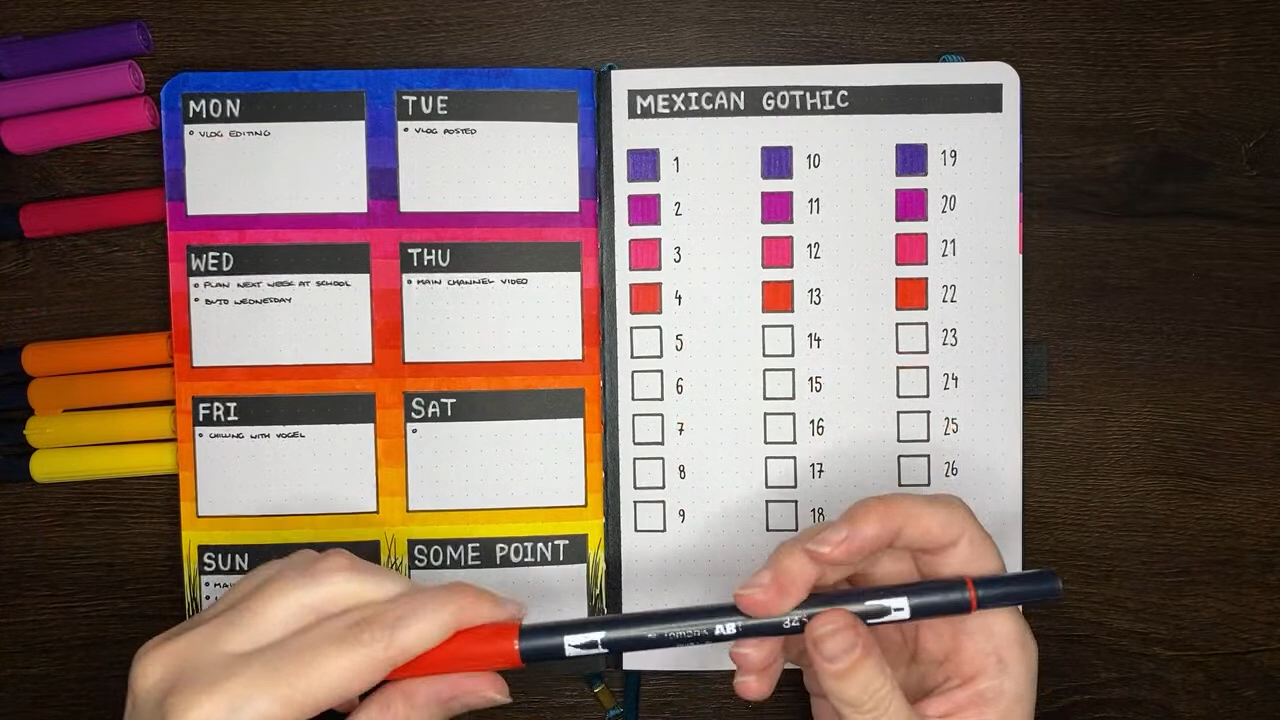 MON
VLOG EDITING
TUE
VLOG POSTED
WED
PLAN NEXT WEEK AT SCHOOL
BUJO WEDNESDAY
THU
MAIN CHANNEL VIDEO
FRI
CHILLING WITH VOGEL
SAT
SUN
SOME POINT
MEXICAN GOTHIC
1 10 19
2 11 20
3 12 21
4 13 22
5 14 23
6 15 24
7 16 25
8 17 26
9 18
ABT